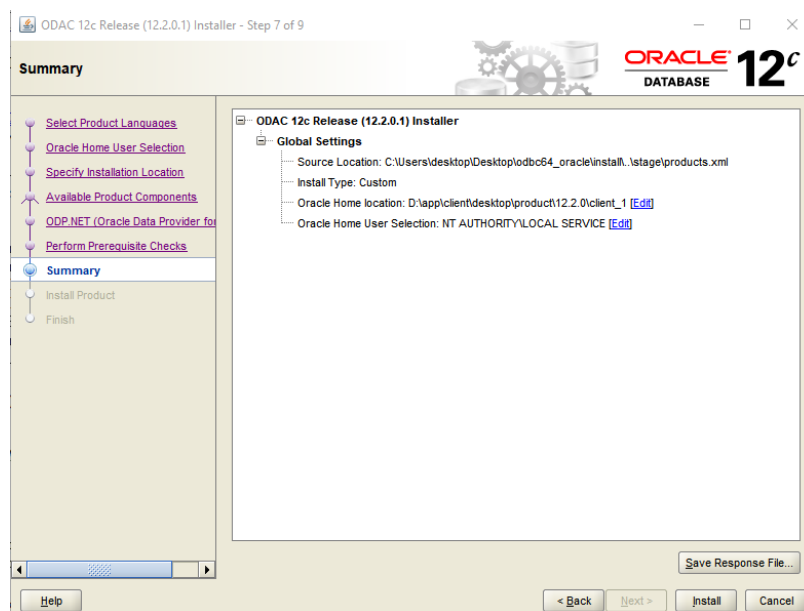 ODAC 12c Release (12.2.0.1) Installer - Step 7 of 9
Summary
ORACLE
DATABASE
12c
Select Product Languages
Oracle Home User Selection
Specify Installation Location
Available Product Components
ODP.NET (Oracle Data Provider for
Perform Prerequisite Checks
Summary
Install Product
Finish
ODAC 12c Release (12.2.0.1) Installer
Global Settings
Source Location: C:\Users\desktop\Desktop\odbc64_oracle\install\..\stage\products.xml
Install Type: Custom
Oracle Home location: D:\app\client\desktop\product\12.2.0\client_1 [Edit]
Oracle Home User Selection: NT AUTHORITY\LOCAL SERVICE [Edit]
Save Response File...
Help
< Back
Next >
Install
Cancel